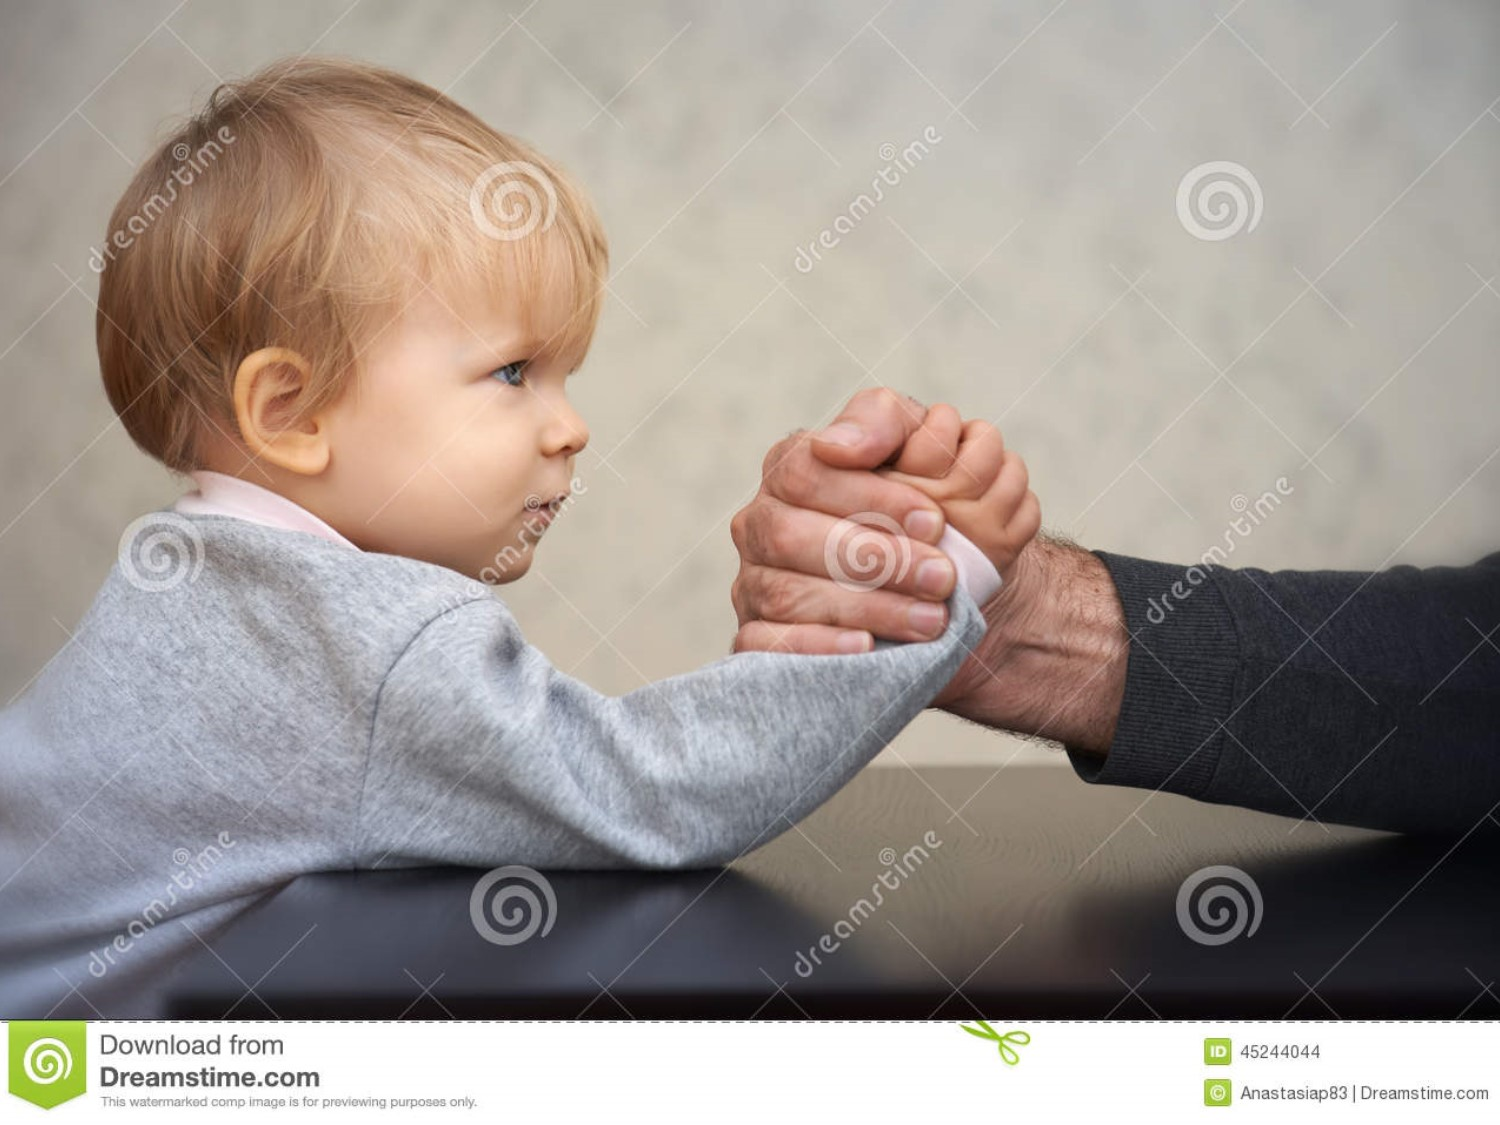 dreamstime
dreamstime
dreamstime
dreamstime
dreamstime
dreamstime
Download from
Dreamstime.com
This watermarked comp image is for previewing purposes only.
ID 45244044
© Anastasiap83 | Dreamstime.com